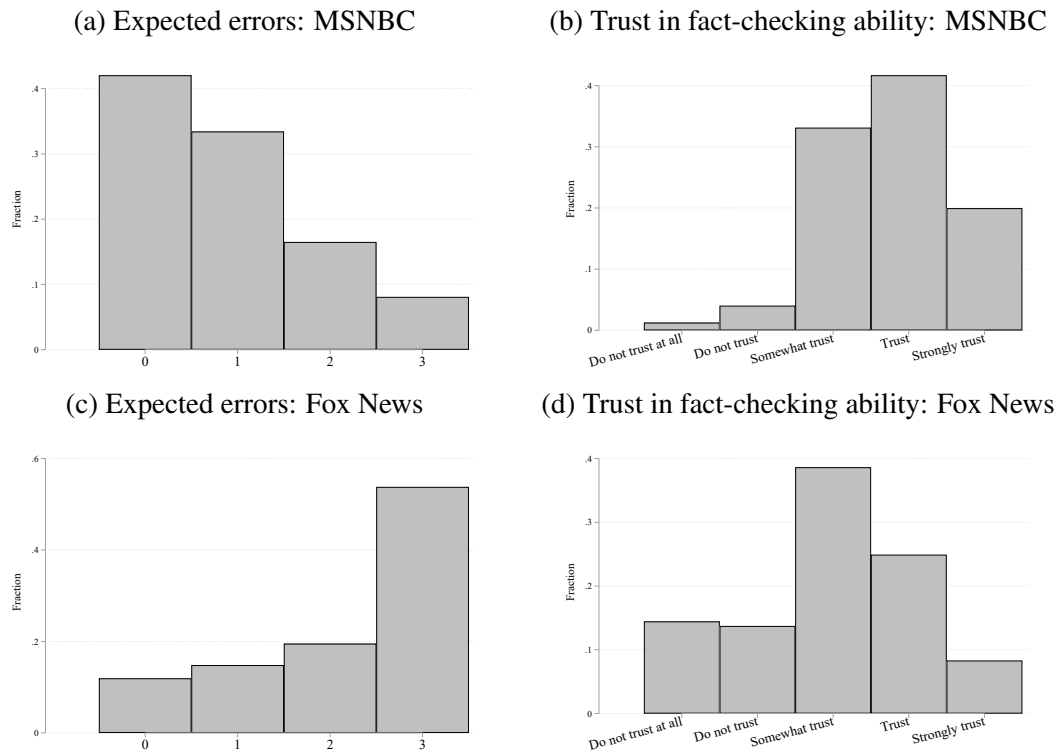 (a) Expected errors: MSNBC
Fraction
.4
.3
.2
.1
0
0 1 2 3
(b) Trust in fact-checking ability: MSNBC
Fraction
.4
.3
.2
.1
0
Do not trust at all Do not trust Somewhat trust Trust Strongly trust
(c) Expected errors: Fox News
Fraction
.6
.4
.2
0
0 1 2 3
(d) Trust in fact-checking ability: Fox News
Fraction
.4
.3
.2
.1
0
Do not trust at all Do not trust Somewhat trust Trust Strongly trust